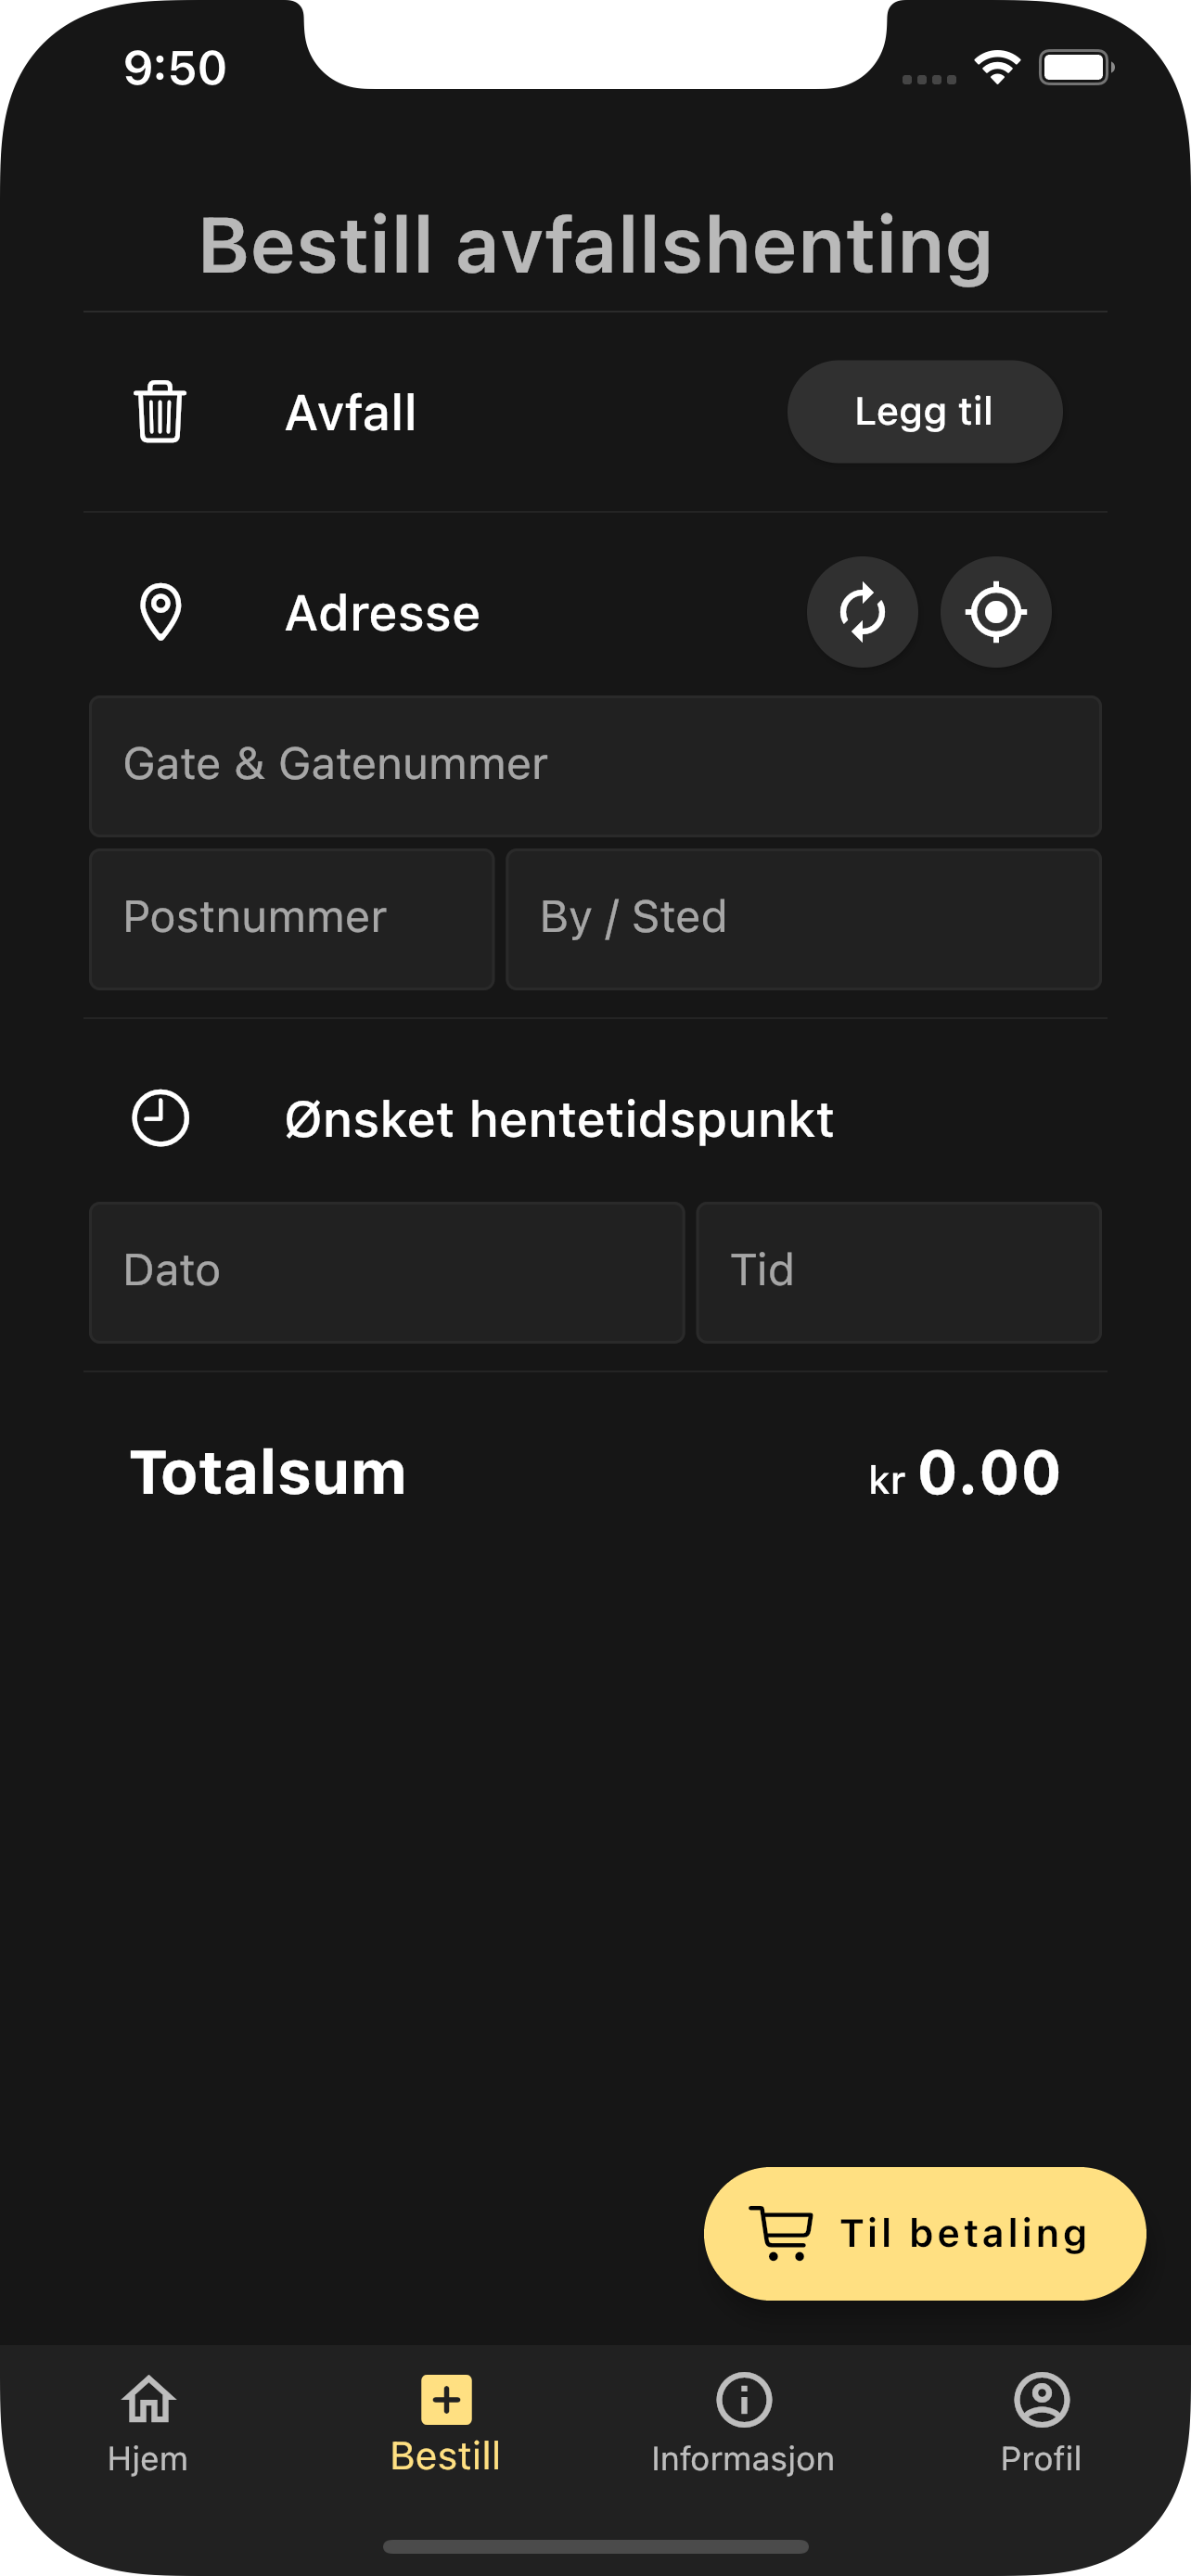 9:50
Bestill avfallshenting
Avfall
Legg til
Adresse
Gate & Gatenummer
Postnummer
By / Sted
Ønsket hentetidspunkt
Dato
Tid
Totalsum
kr 0.00
Til betaling
Hjem
Bestill
Informasjon
Profil